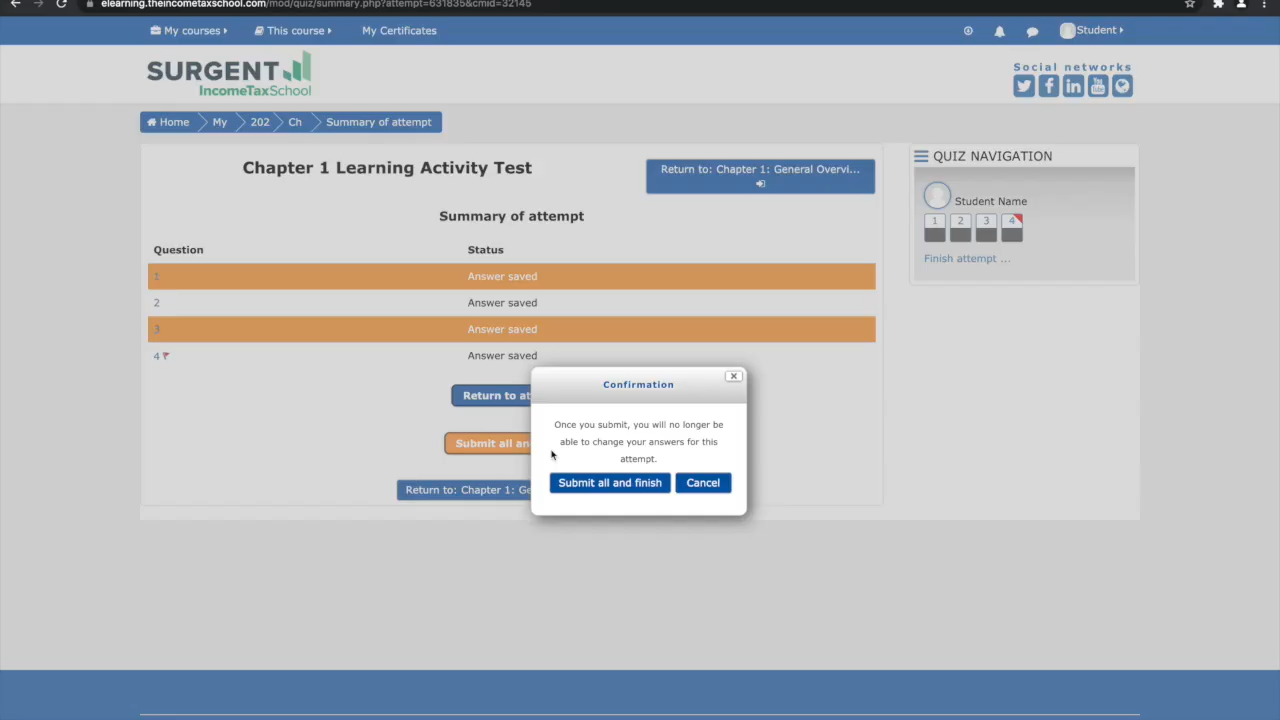 elearning.theincometaxschool.com/mod/quiz/summary.php?attempt=631835&cmid=32145
My courses
This course
My Certificates
Student
SURGENT
IncomeTaxSchool
Social networks
Home
My
202
Ch
Summary of attempt
Chapter 1 Learning Activity Test
Return to: Chapter 1: General Overvi...
QUIZ NAVIGATION
Student Name
1 2 3 4
Finish attempt ...
Summary of attempt
Question Status
1 Answer saved
2 Answer saved
3 Answer saved
4 Answer saved
Return to at
Submit all an
Return to: Chapter 1: Ge
Confirmation
Once you submit, you will no longer be
able to change your answers for this
attempt.
Submit all and finish
Cancel